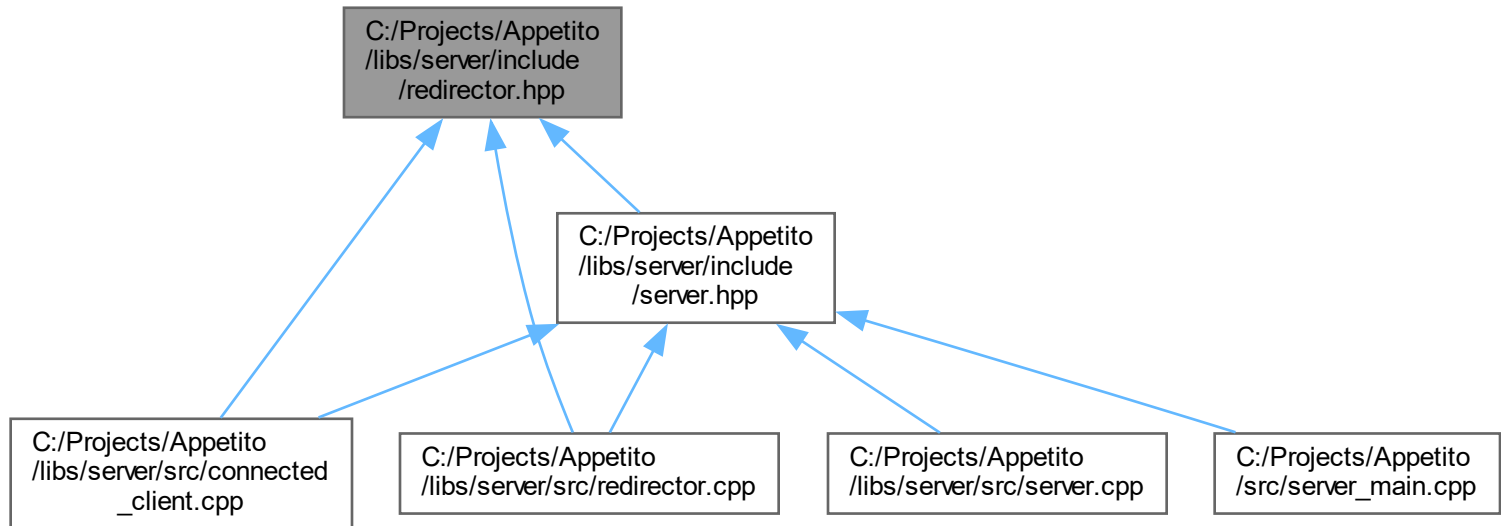 C:/Projects/Appetito
/libs/server/include
/redirector.hpp
C:/Projects/Appetito
/libs/server/include
/server.hpp
C:/Projects/Appetito
/libs/server/src/connected
_client.cpp
C:/Projects/Appetito
/libs/server/src/redirector.cpp
C:/Projects/Appetito
/libs/server/src/server.cpp
C:/Projects/Appetito
/src/server_main.cpp